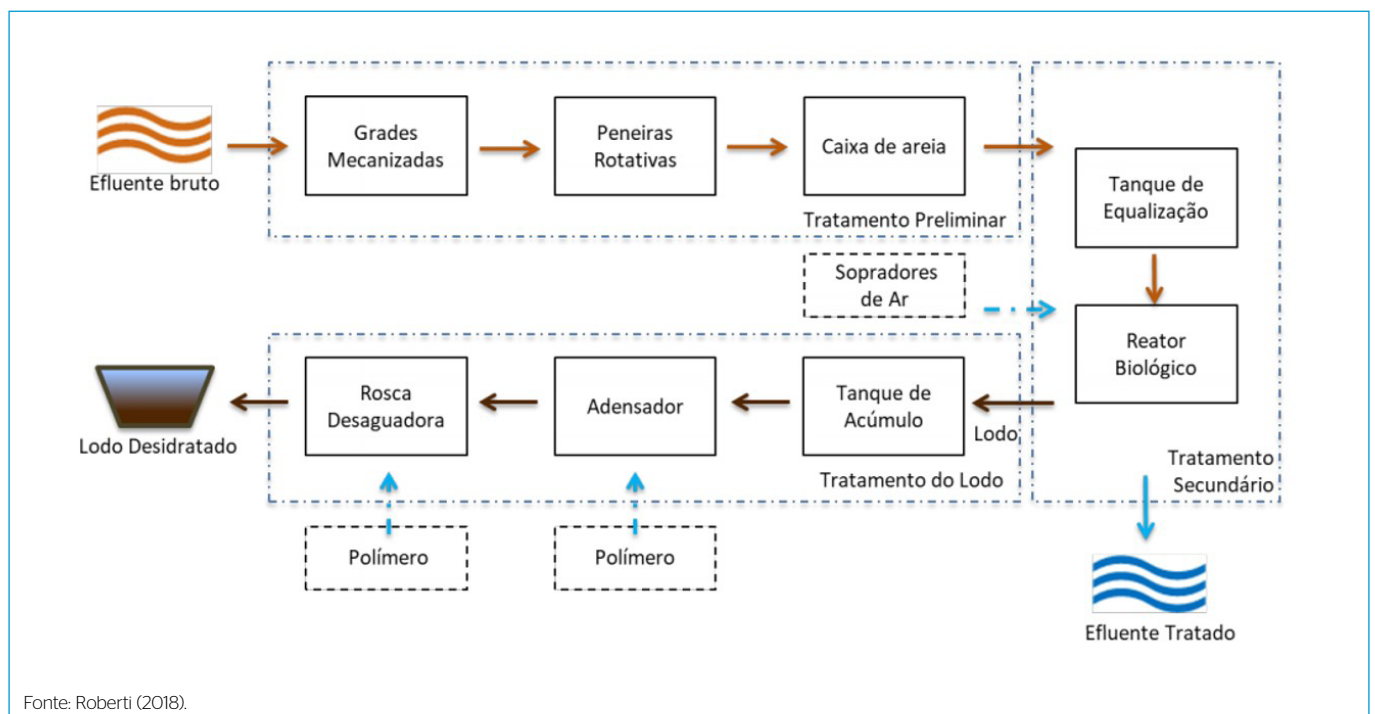 Efluente bruto
Grades
Mecanizadas
Peneiras
Rotativas
Caixa de areia
Tratamento Preliminar
Tanque de
Equalização
Sopradores
de Ar
Reator
Biológico
Tratamento
Secundário
Lodo
Tanque de
Acúmulo
Tratamento do Lodo
Adensador
Rosca
Desaguadora
Lodo Desidratado
Polímero
Polímero
Efluente Tratado
Fonte: Roberti (2018).